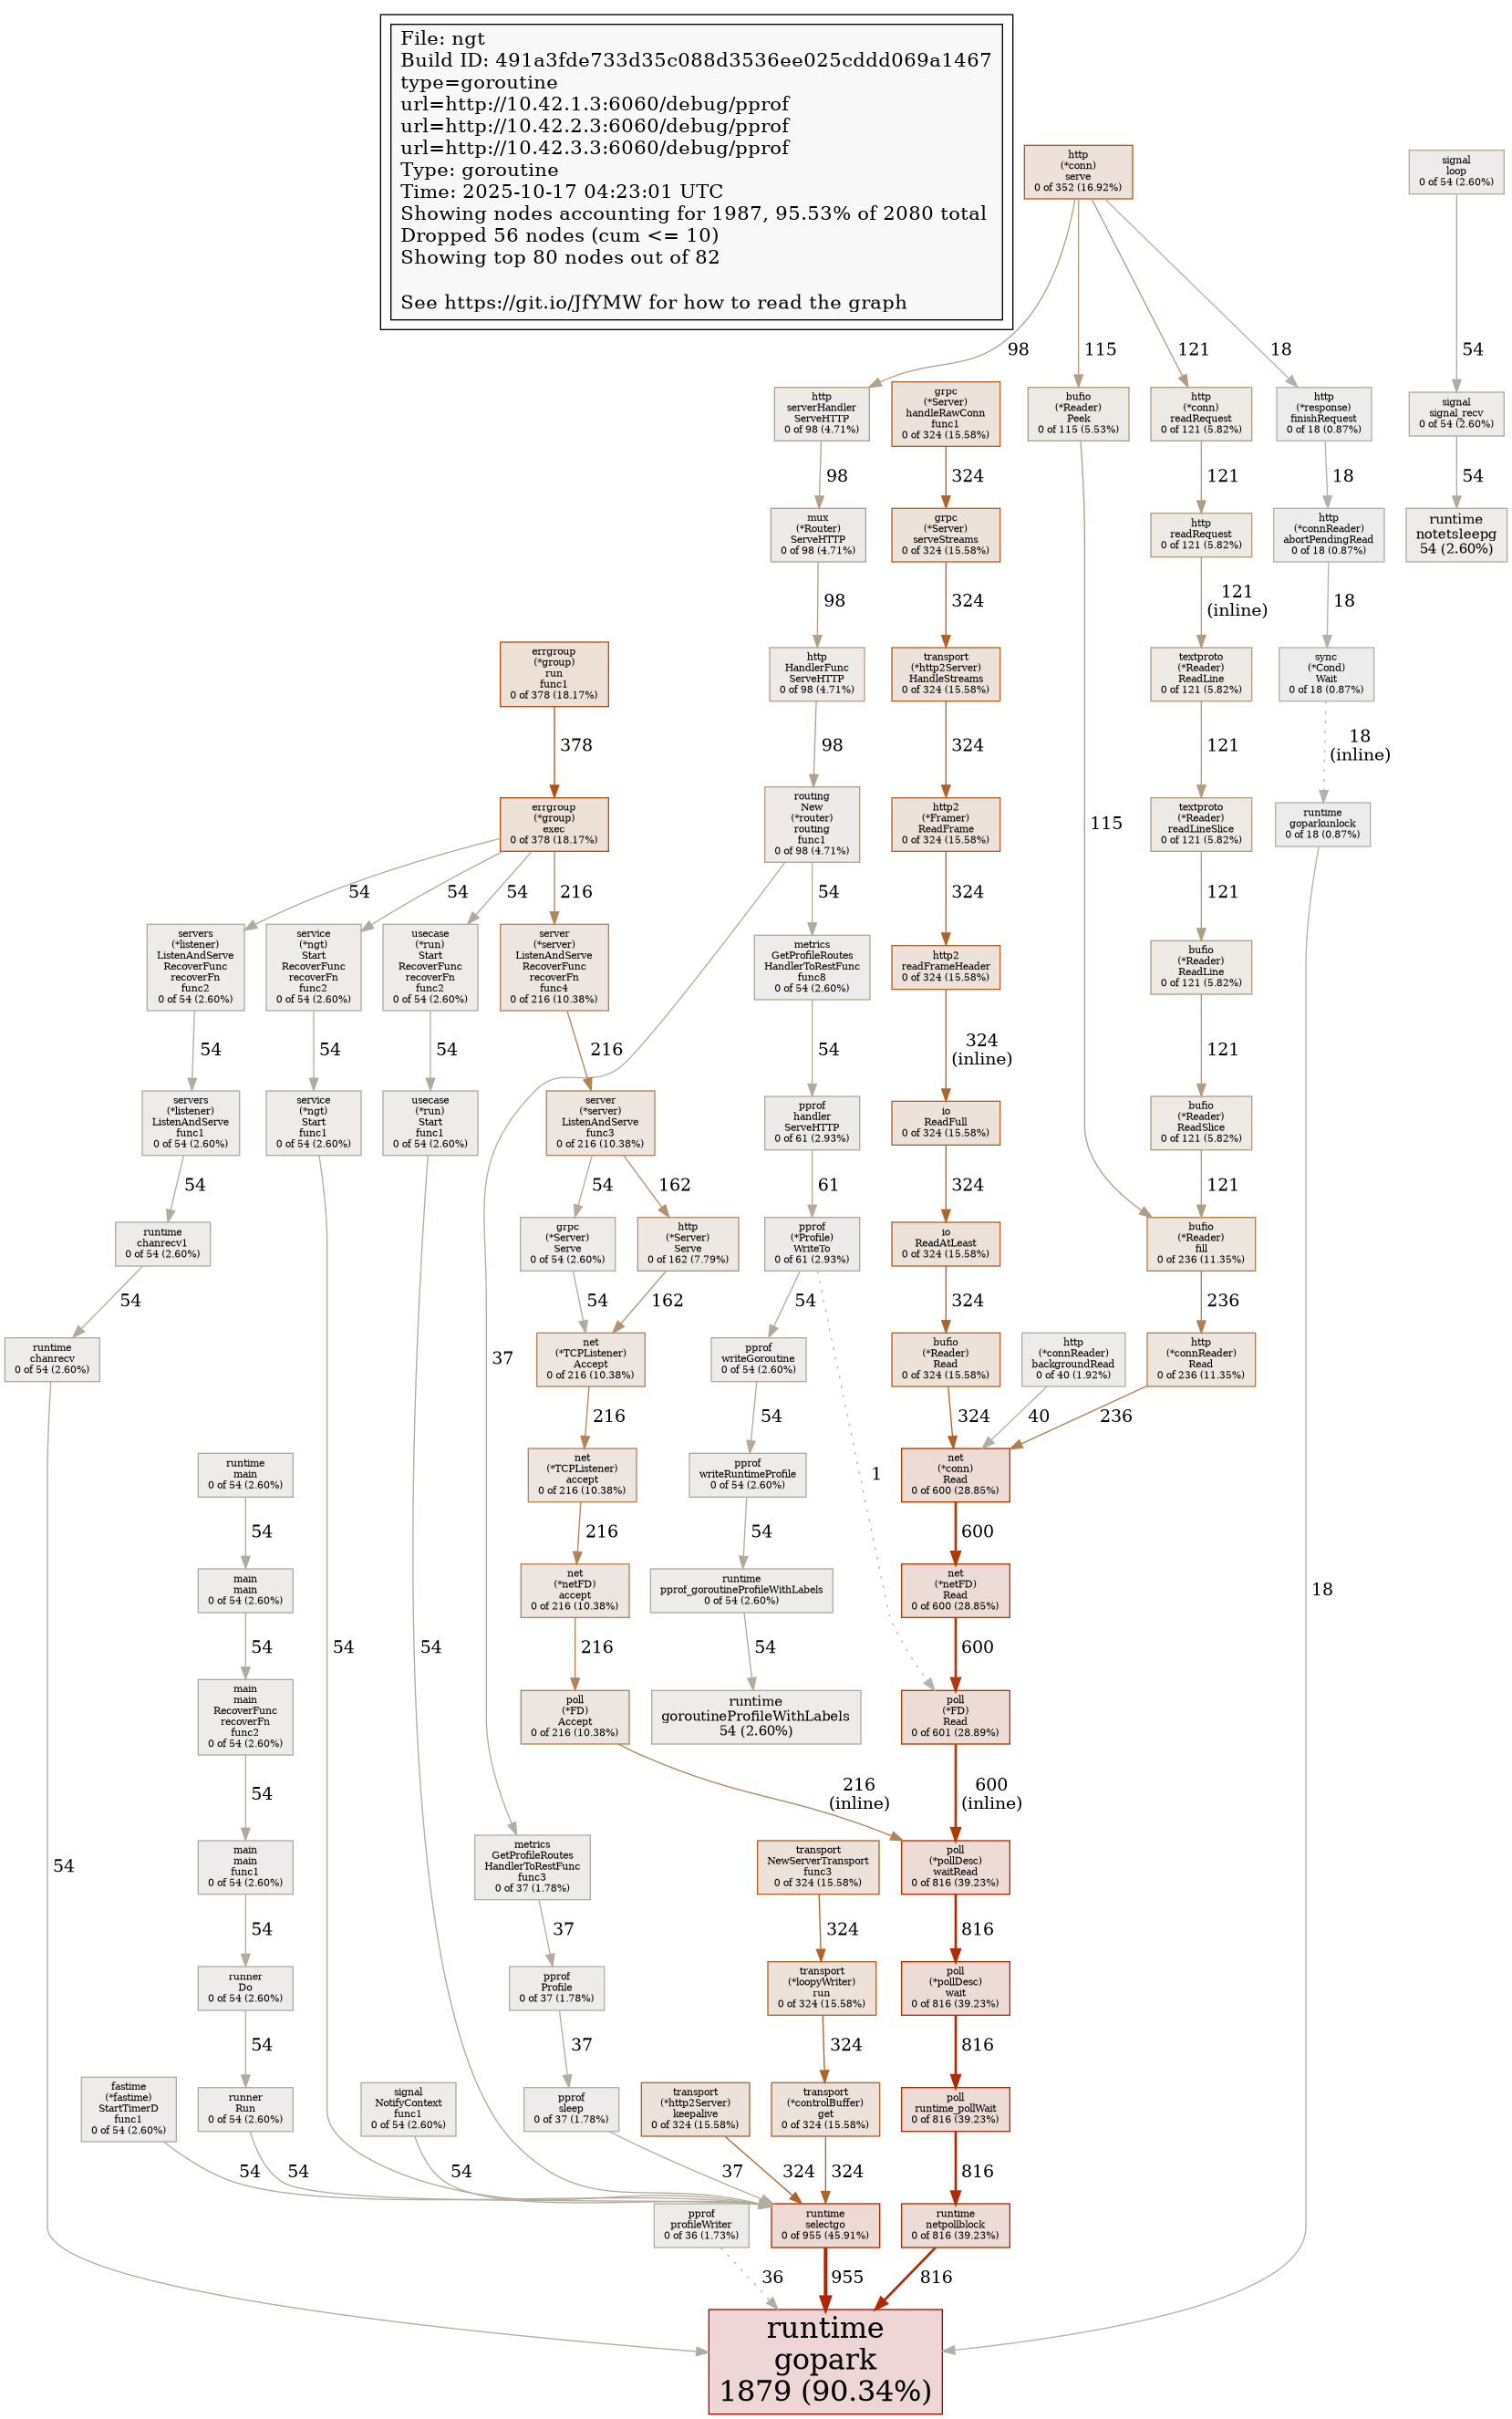 File: ngt
Build ID: 491a3fde733d35c088d3536ee025cddd069a1467
type=goroutine
url=http://10.42.1.3:6060/debug/pprof
url=http://10.42.2.3:6060/debug/pprof
url=http://10.42.3.3:6060/debug/pprof
Type: goroutine
Time: 2025-10-17 04:23:01 UTC
Showing nodes accounting for 1987, 95.53% of 2080 total
Dropped 56 nodes (cum <= 10)
Showing top 80 nodes out of 82
See https://git.io/JfYMW for how to read the graph
http
(*conn)
serve
0 of 352 (16.92%)
signal
loop
0 of 54 (2.60%)
98
115
121
18
54
http
serverHandler
ServeHTTP
0 of 98 (4.71%)
grpc
(*Server)
handleRawConn
func1
0 of 324 (15.58%)
bufio
(*Reader)
Peek
0 of 115 (5.53%)
http
(*conn)
readRequest
0 of 121 (5.82%)
http
(*response)
finishRequest
0 of 18 (0.87%)
signal
signal_recv
0 of 54 (2.60%)
98
324
121
18
54
mux
(*Router)
ServeHTTP
0 of 98 (4.71%)
grpc
(*Server)
serveStreams
0 of 324 (15.58%)
http
readRequest
0 of 121 (5.82%)
http
(*connReader)
abortPendingRead
0 of 18 (0.87%)
runtime
notetsleepg
54 (2.60%)
98
324
121
(inline)
18
errgroup
(*group)
run
func1
0 of 378 (18.17%)
http
HandlerFunc
ServeHTTP
0 of 98 (4.71%)
transport
(*http2Server)
HandleStreams
0 of 324 (15.58%)
textproto
(*Reader)
ReadLine
0 of 121 (5.82%)
sync
(*Cond)
Wait
0 of 18 (0.87%)
378
98
324
121
18
(inline)
errgroup
(*group)
exec
0 of 378 (18.17%)
routing
New
(*router)
routing
func1
0 of 98 (4.71%)
http2
(*Framer)
ReadFrame
0 of 324 (15.58%)
115
textproto
(*Reader)
readLineSlice
0 of 121 (5.82%)
runtime
goparkunlock
0 of 18 (0.87%)
54
54
54
216
54
324
121
servers
(*listener)
ListenAndServe
RecoverFunc
recoverFn
func2
0 of 54 (2.60%)
service
(*ngt)
Start
RecoverFunc
recoverFn
func2
0 of 54 (2.60%)
usecase
(*run)
Start
RecoverFunc
recoverFn
func2
0 of 54 (2.60%)
server
(*server)
ListenAndServe
RecoverFunc
recoverFn
func4
0 of 216 (10.38%)
metrics
GetProfileRoutes
HandlerToRestFunc
func8
0 of 54 (2.60%)
http2
readFrameHeader
0 of 324 (15.58%)
bufio
(*Reader)
ReadLine
0 of 121 (5.82%)
54
54
54
216
54
324
(inline)
121
servers
(*listener)
ListenAndServe
func1
0 of 54 (2.60%)
service
(*ngt)
Start
func1
0 of 54 (2.60%)
usecase
(*run)
Start
func1
0 of 54 (2.60%)
server
(*server)
ListenAndServe
func3
0 of 216 (10.38%)
pprof
handler
ServeHTTP
0 of 61 (2.93%)
io
ReadFull
0 of 324 (15.58%)
bufio
(*Reader)
ReadSlice
0 of 121 (5.82%)
54
54
162
61
324
121
runtime
chanrecv1
0 of 54 (2.60%)
grpc
(*Server)
Serve
0 of 54 (2.60%)
http
(*Server)
Serve
0 of 162 (7.79%)
pprof
(*Profile)
WriteTo
0 of 61 (2.93%)
io
ReadAtLeast
0 of 324 (15.58%)
bufio
(*Reader)
fill
0 of 236 (11.35%)
54
54
162
54
324
236
runtime
chanrecv
0 of 54 (2.60%)
37
net
(*TCPListener)
Accept
0 of 216 (10.38%)
pprof
writeGoroutine
0 of 54 (2.60%)
bufio
(*Reader)
Read
0 of 324 (15.58%)
http
(*connReader)
backgroundRead
0 of 40 (1.92%)
http
(*connReader)
Read
0 of 236 (11.35%)
216
54
324
40
236
runtime
main
0 of 54 (2.60%)
net
(*TCPListener)
accept
0 of 216 (10.38%)
pprof
writeRuntimeProfile
0 of 54 (2.60%)
1
net
(*conn)
Read
0 of 600 (28.85%)
54
216
54
600
main
main
0 of 54 (2.60%)
net
(*netFD)
accept
0 of 216 (10.38%)
runtime
pprof_goroutineProfileWithLabels
0 of 54 (2.60%)
net
(*netFD)
Read
0 of 600 (28.85%)
18
54
54
54
216
54
600
main
main
RecoverFunc
recoverFn
func2
0 of 54 (2.60%)
poll
(*FD)
Accept
0 of 216 (10.38%)
runtime
goroutineProfileWithLabels
54 (2.60%)
poll
(*FD)
Read
0 of 601 (28.89%)
54
216
(inline)
600
(inline)
54
main
main
func1
0 of 54 (2.60%)
metrics
GetProfileRoutes
HandlerToRestFunc
func3
0 of 37 (1.78%)
transport
NewServerTransport
func3
0 of 324 (15.58%)
poll
(*pollDesc)
waitRead
0 of 816 (39.23%)
54
37
324
816
runner
Do
0 of 54 (2.60%)
pprof
Profile
0 of 37 (1.78%)
transport
(*loopyWriter)
run
0 of 324 (15.58%)
poll
(*pollDesc)
wait
0 of 816 (39.23%)
54
37
324
816
fastime
(*fastime)
StartTimerD
func1
0 of 54 (2.60%)
runner
Run
0 of 54 (2.60%)
signal
NotifyContext
func1
0 of 54 (2.60%)
pprof
sleep
0 of 37 (1.78%)
transport
(*http2Server)
keepalive
0 of 324 (15.58%)
transport
(*controlBuffer)
get
0 of 324 (15.58%)
poll
runtime_pollWait
0 of 816 (39.23%)
54
54
54
37
324
324
816
pprof
profileWriter
0 of 36 (1.73%)
runtime
selectgo
0 of 955 (45.91%)
runtime
netpollblock
0 of 816 (39.23%)
36
955
816
runtime
gopark
1879 (90.34%)